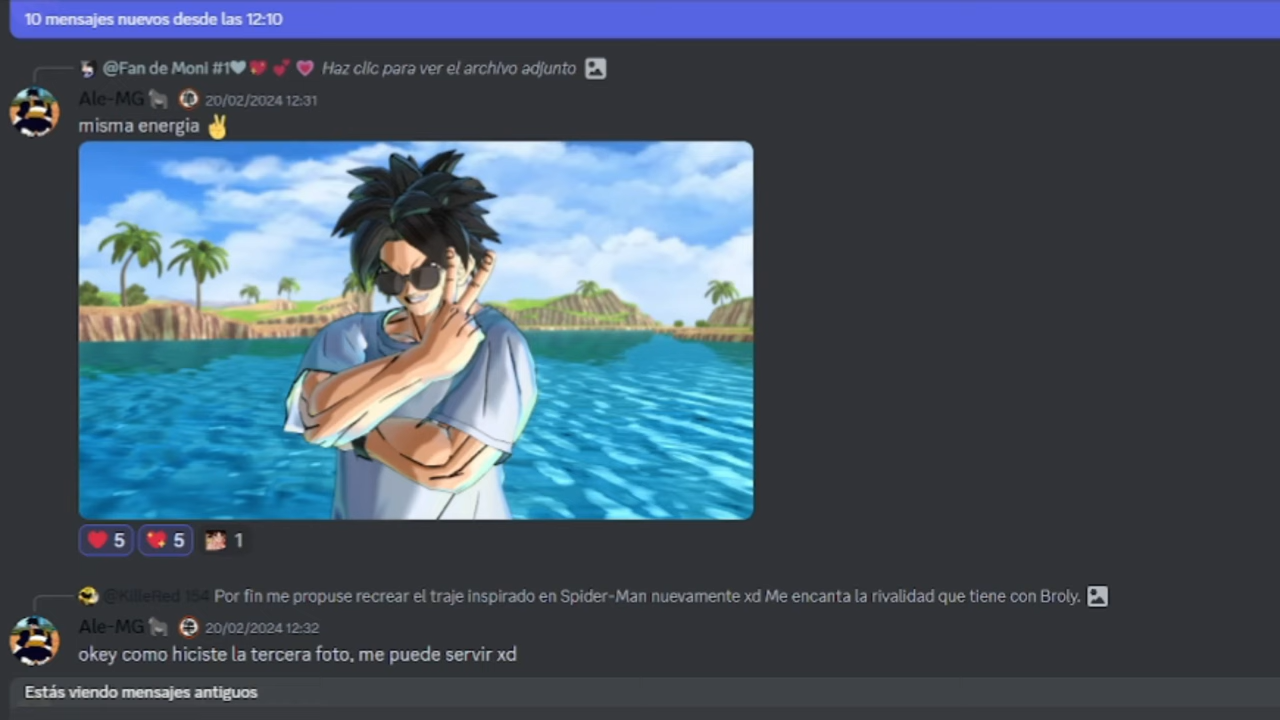 10 mensajes nuevos desde las 12:10
@Fan de Moni #1🤍💖💕💗 Haz clic para ver el archivo adjunto
Ale-MG 20/02/2024 12:31
misma energia ✌️
5 5 1
@KilleRed 154 Por fin me propuse recrear el traje inspirado en Spider-Man nuevamente xd Me encanta la rivalidad que tiene con Broly.
Ale-MG 20/02/2024 12:32
okey como hiciste la tercera foto, me puede servir xd
Estás viendo mensajes antiguos